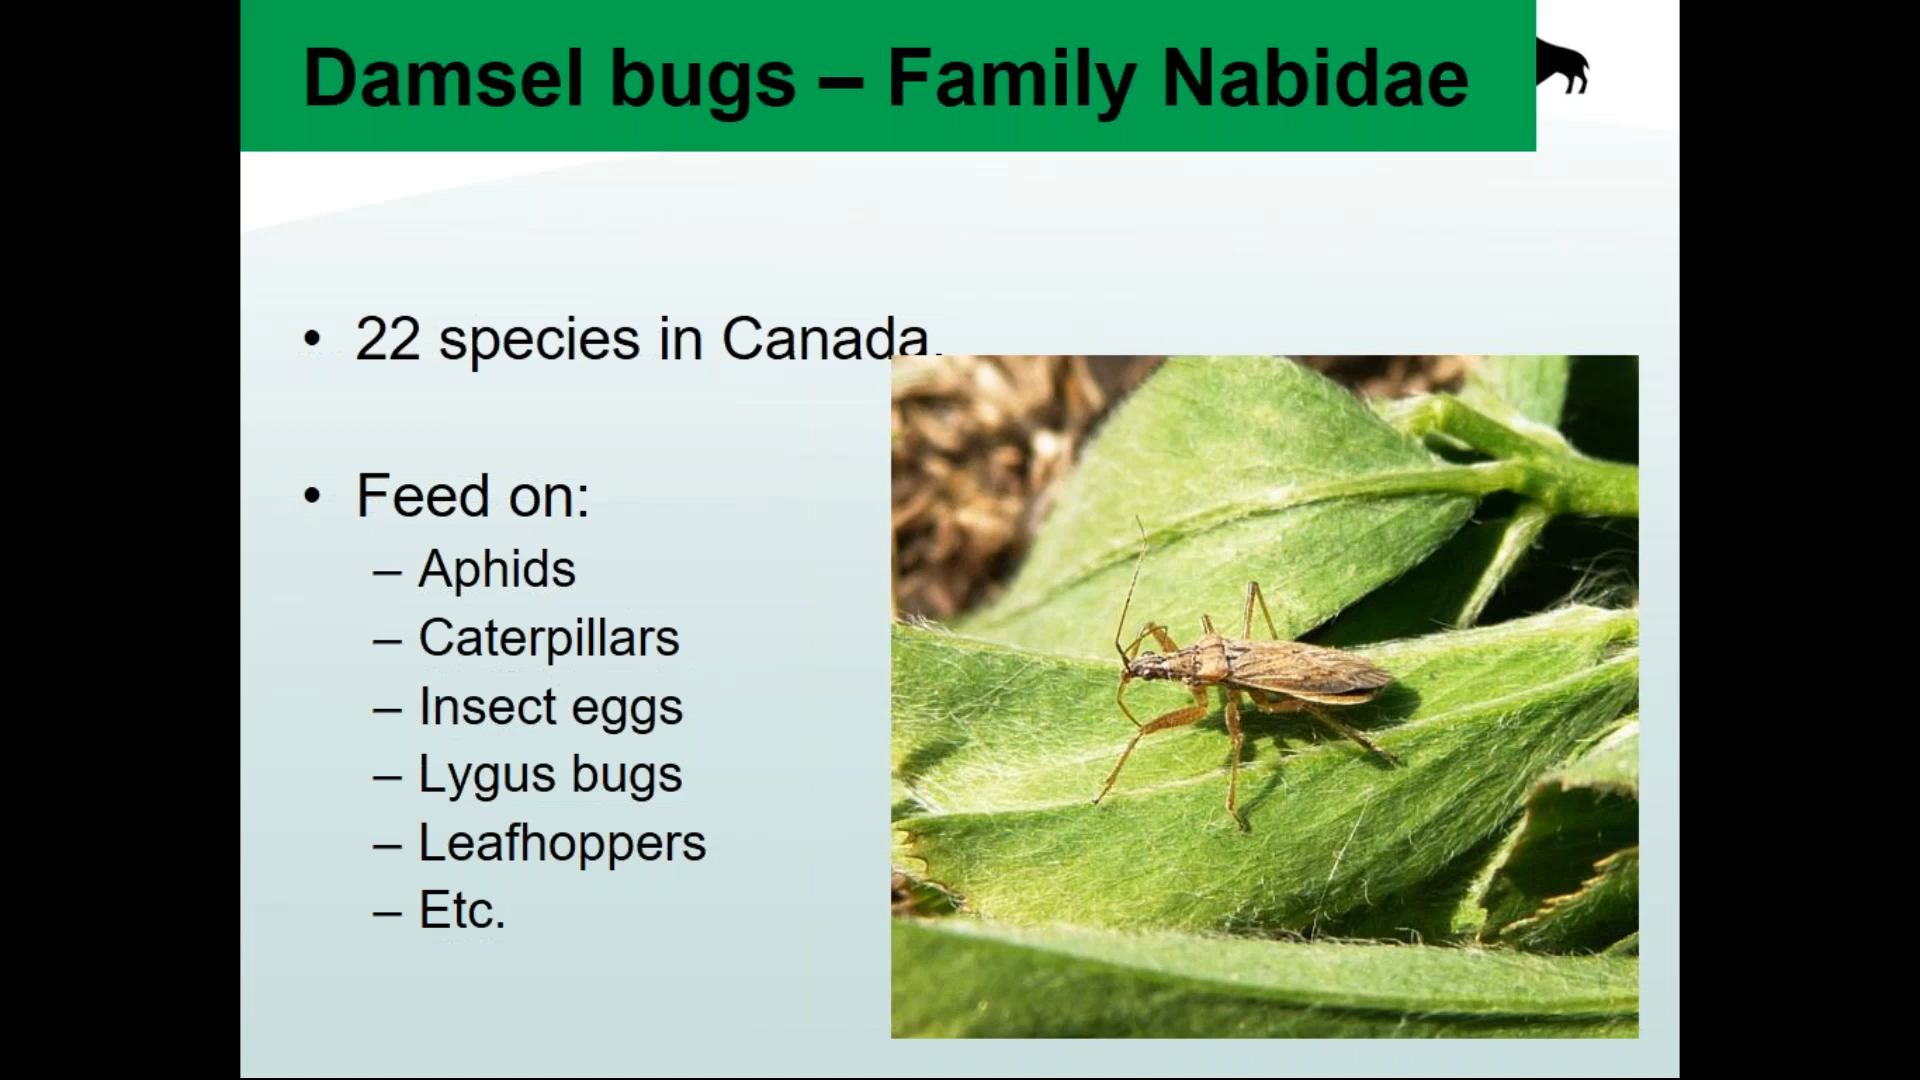 Damsel bugs – Family Nabidae
• 22 species in Canada.
• Feed on:
– Aphids
– Caterpillars
– Insect eggs
– Lygus bugs
– Leafhoppers
– Etc.